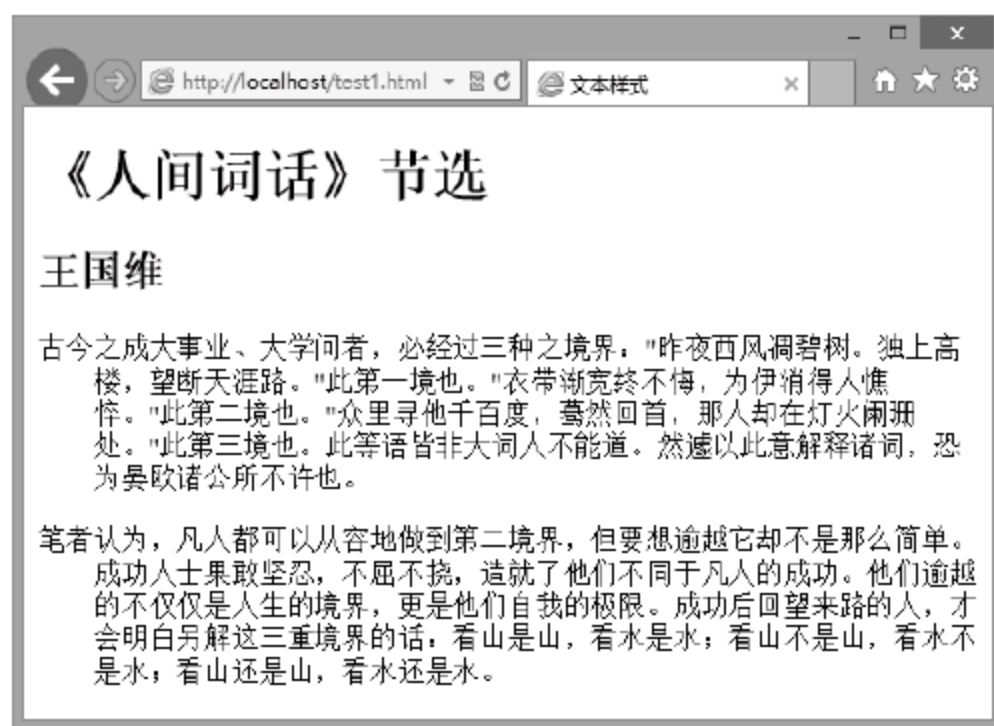 http://localhost/test1.html
文本样式
《人间词话》节选
王国维
古今之成大事业、大学问者，必经过三种之境界："昨夜西风凋碧树。独上高
楼，望断天涯路。"此第一境也。"衣带渐宽终不悔，为伊消得人憔
悴。"此第二境也。"众里寻他千百度，蓦然回首，那人却在灯火阑珊
处。"此第三境也。此等语皆非大词人不能道。然遽以此意解释诸词，恐
为晏欧诸公所不许也。
笔者认为，凡人都可以从容地做到第二境界，但要想逾越它却不是那么简单。
成功人士果敢坚忍，不屈不挠，造就了他们不同于凡人的成功。他们逾越
的不仅仅是人生的境界，更是他们自我的极限。成功后回望来路的人，才
会明白另解这三重境界的话：看山是山，看水是水；看山不是山，看水不
是水；看山还是山，看水还是水。